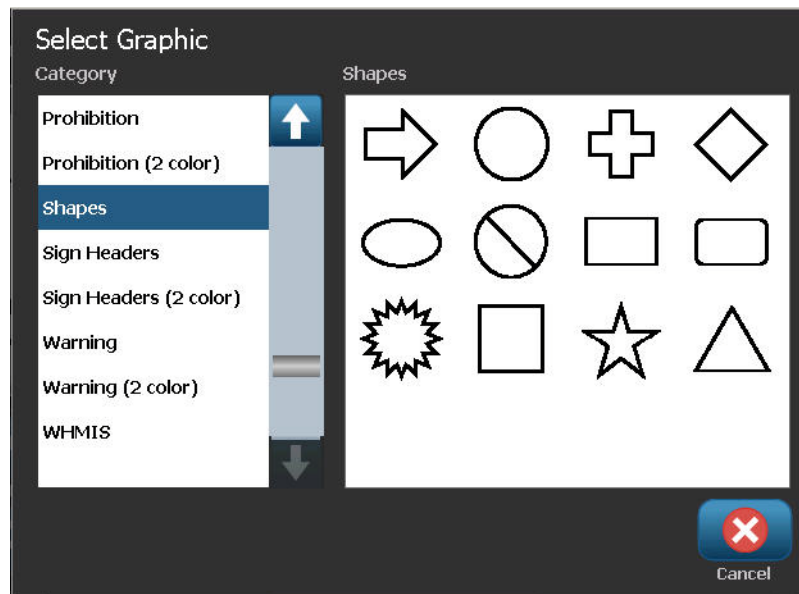 Select Graphic
Category
Shapes
Prohibition
Prohibition (2 color)
Shapes
Sign Headers
Sign Headers (2 color)
Warning
Warning (2 color)
WHMIS
Cancel